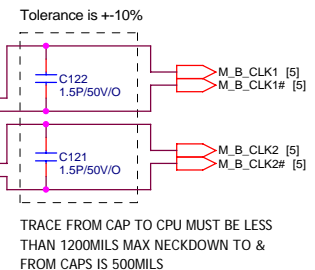 Tolerance is +-10%
C122
1.5P/50V/O
M_B_CLK1 [5]
M_B_CLK1# [5]
C121
1.5P/50V/O
M_B_CLK2 [5]
M_B_CLK2# [5]
TRACE FROM CAP TO CPU MUST BE LESS
THAN 1200MILS MAX NECKDOWN TO &
FROM CAPS IS 500MILS